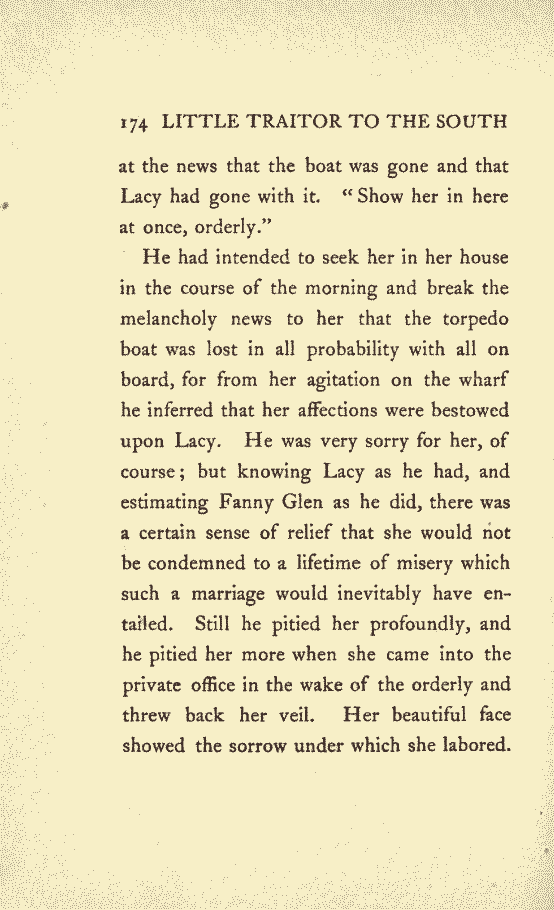 174 LITTLE TRAITOR TO THE SOUTH
at the news that the boat was gone and that
Lacy had gone with it. “Show her in here
at once, orderly.”
He had intended to seek her in her house
in the course of the morning and break the
melancholy news to her that the torpedo
boat was lost in all probability with all on
board, for from her agitation on the wharf
he inferred that her affections were bestowed
upon Lacy. He was very sorry for her, of
course; but knowing Lacy as he had, and
estimating Fanny Glen as he did, there was
a certain sense of relief that she would not
be condemned to a lifetime of misery which
such a marriage would inevitably have en-
tailed. Still he pitied her profoundly, and
he pitied her more when she came into the
private office in the wake of the orderly and
threw back her veil. Her beautiful face
showed the sorrow under which she labored.